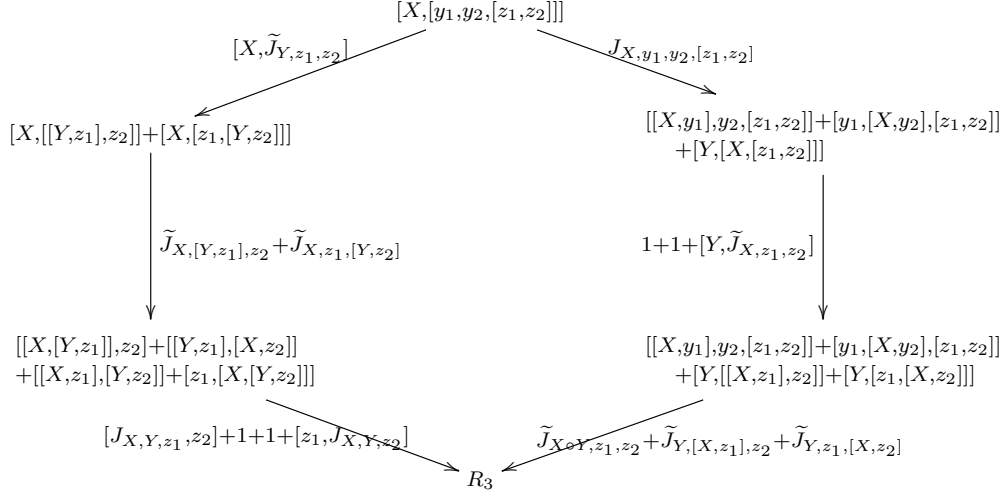 [X,[y₁,y₂,[z₁,z₂]]]
[X,J̃_{Y,z₁,z₂}]
J_{X,y₁,y₂,[z₁,z₂]}
[X,[[Y,z₁],z₂]]+[X,[z₁,[Y,z₂]]]
[[X,y₁],y₂,[z₁,z₂]]+[y₁,[X,y₂],[z₁,z₂]]
+[Y,[X,[z₁,z₂]]]
J̃_{X,[Y,z₁],z₂}+J̃_{X,z₁,[Y,z₂]}
1+1+[Y,J̃_{X,z₁,z₂}]
[[X,[Y,z₁]],z₂]+[[Y,z₁],[X,z₂]]
+[[X,z₁],[Y,z₂]]+[z₁,[X,[Y,z₂]]]
[[X,y₁],y₂,[z₁,z₂]]+[y₁,[X,y₂],[z₁,z₂]]
+[Y,[[X,z₁],z₂]]+[Y,[z₁,[X,z₂]]]
[J_{X,Y,z₁},z₂]+1+1+[z₁,J_{X,Y,z₂}]
J̃_{X∘Y,z₁,z₂}+J̃_{Y,[X,z₁],z₂}+J̃_{Y,z₁,[X,z₂]}
R₃